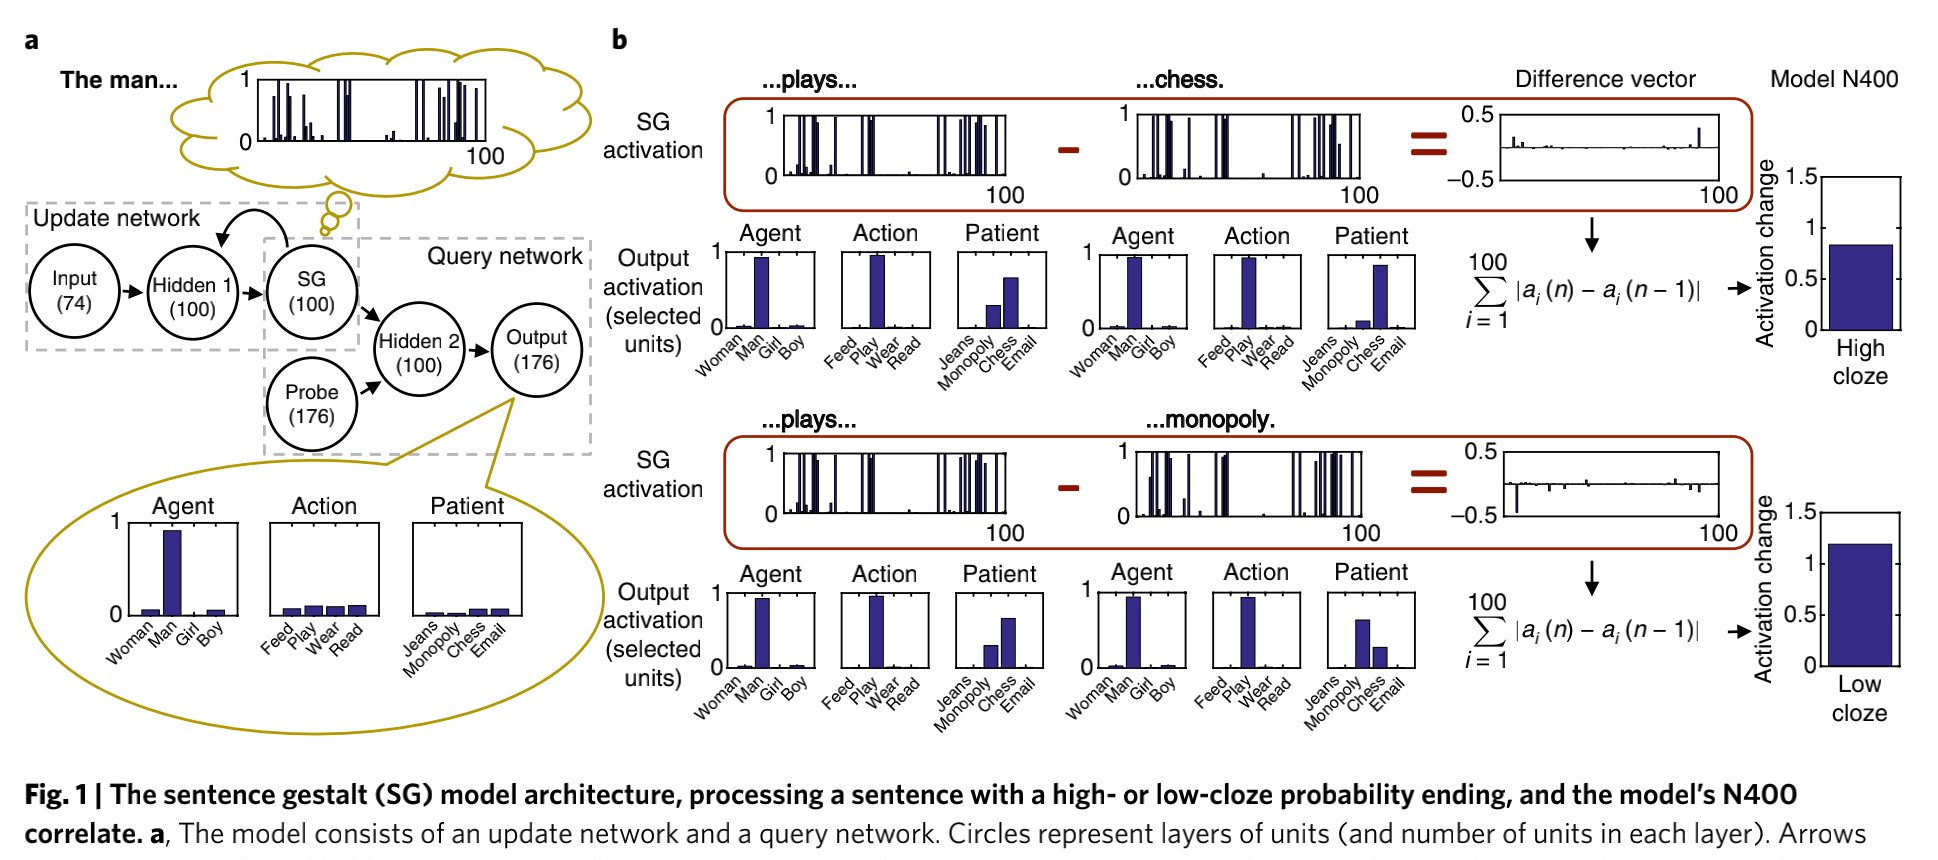 a
The man...
1
0
100
Update network
Query network
Input
(74)
Hidden 1
(100)
SG
(100)
Hidden 2
(100)
Output
(176)
Probe
(176)
Agent
Action
Patient
1
0
Woman
Man
Girl
Boy
Feed
Play
Wear
Read
Jeans
Monopoly
Chess
Email
b
...plays...
...chess.
Difference vector
Model N400
SG
activation
1
0
100
1
0
100
0.5
−0.5
100
Output
activation
(selected
units)
Agent
Action
Patient
Agent
Action
Patient
1
0
Woman
Man
Girl
Boy
Feed
Play
Wear
Read
Jeans
Monopoly
Chess
Email
1
0
Woman
Man
Girl
Boy
Feed
Play
Wear
Read
Jeans
Monopoly
Chess
Email
100
∑ |aᵢ (n) − aᵢ (n − 1)|
i = 1
Activation change
1.5
1
0.5
0
High
cloze
...plays...
...monopoly.
SG
activation
1
0
100
1
0
100
0.5
−0.5
100
Output
activation
(selected
units)
Agent
Action
Patient
Agent
Action
Patient
1
0
Woman
Man
Girl
Boy
Feed
Play
Wear
Read
Jeans
Monopoly
Chess
Email
1
0
Woman
Man
Girl
Boy
Feed
Play
Wear
Read
Jeans
Monopoly
Chess
Email
100
∑ |aᵢ (n) − aᵢ (n − 1)|
i = 1
Activation change
1.5
1
0.5
0
Low
cloze
Fig. 1 | The sentence gestalt (SG) model architecture, processing a sentence with a high- or low-cloze probability ending, and the model’s N400
correlate. a, The model consists of an update network and a query network. Circles represent layers of units (and number of units in each layer). Arrows